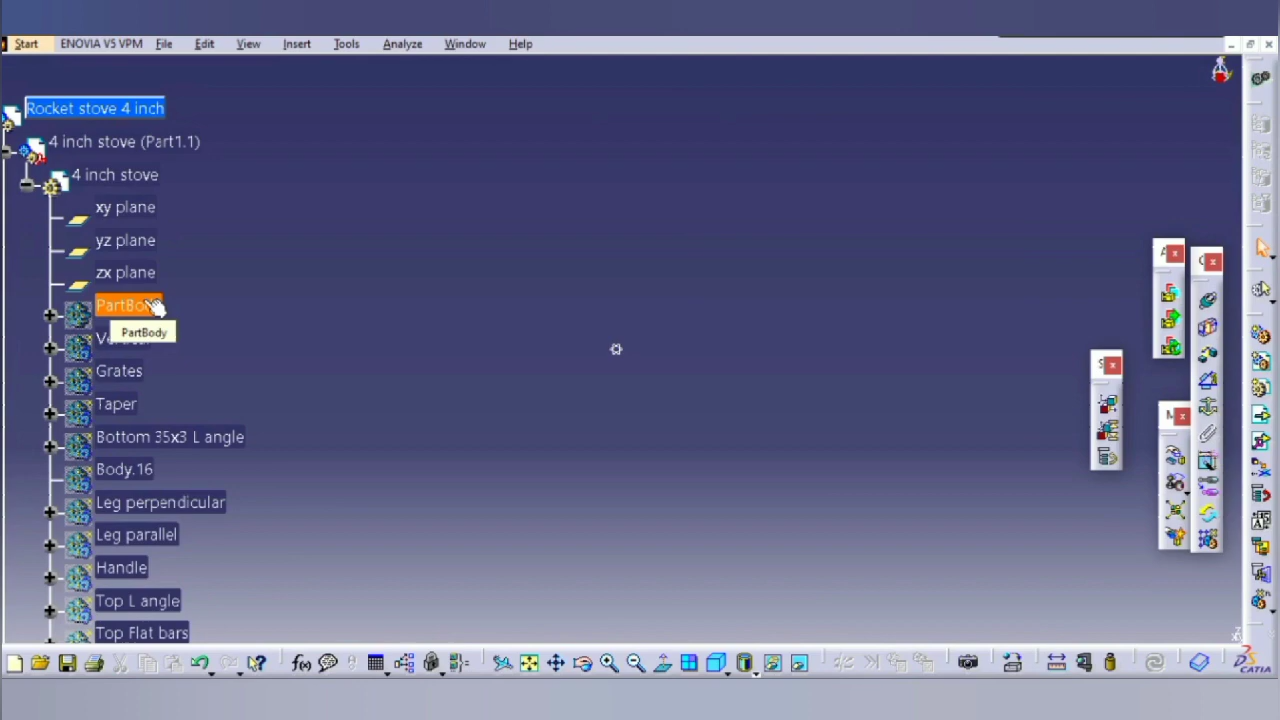 Start ENOVIA V5 VPM File Edit View Insert Tools Analyze Window Help
Rocket stove 4 inch
4 inch stove (Part1.1)
4 inch stove
xy plane
yz plane
zx plane
PartBody
PartBody
Grates
Taper
Bottom 35x3 L angle
Body.16
Leg perpendicular
Leg parallel
Handle
Top L angle
Top Flat bars
f(x)
CATIA